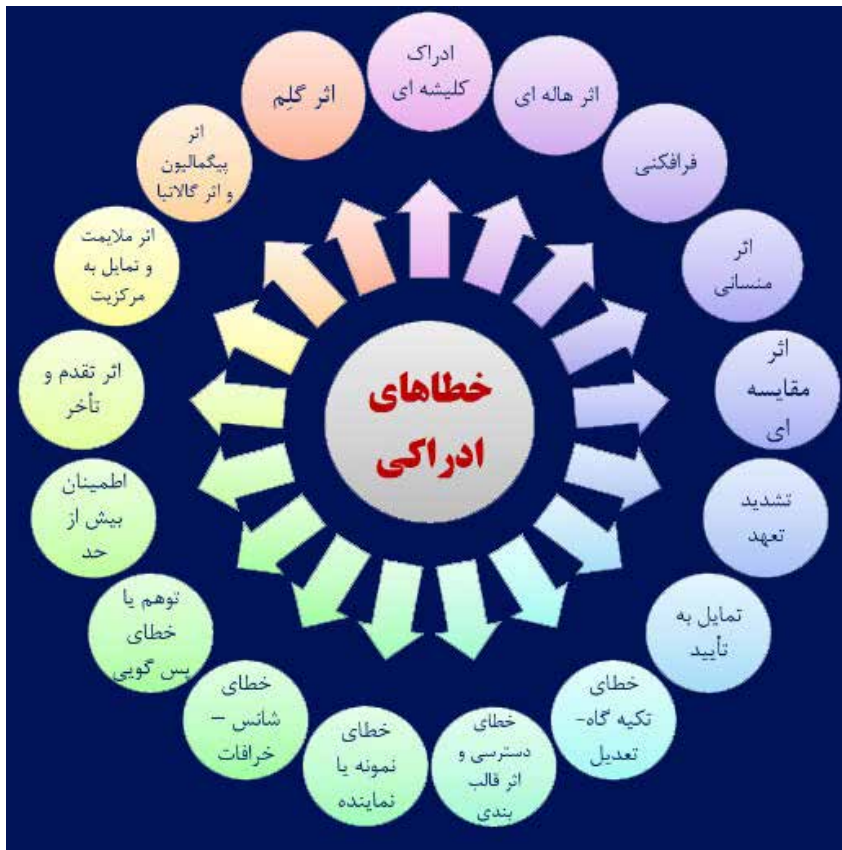 خطاهای
ادراکی
ادراک
کلیشه ای
اثر هاله ای
فرافکنی
اثر
منسانی
اثر
مقایسه
ای
تشدید
تعهد
تمایل به
تأیید
خطای
تکیه گاه-
تعدیل
خطای
دسترسی و
اثر قالب
بندی
خطای
نمونه یا
نماینده
خطای
شانس –
خرافات
توهم یا
خطای
پس گویی
اطمینان
بیش از
حد
اثر تقدم و
تأخر
اثر ملایمت
و تمایل به
مرکزیت
اثر
پیگمالیون
و اثر گالاتیا
اثر گلِم